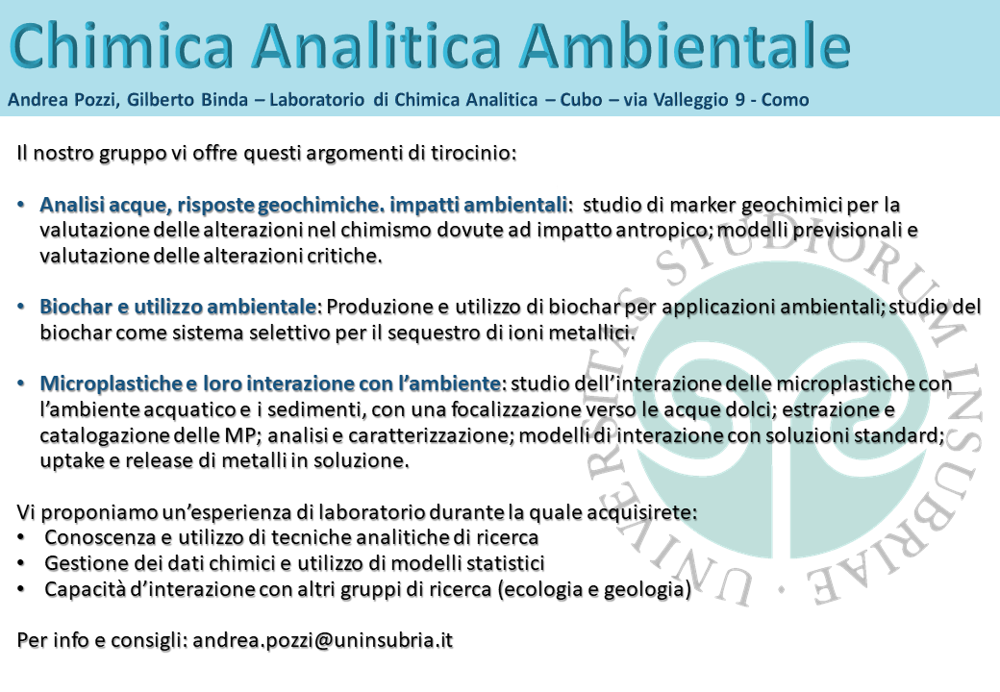 Chimica Analitica Ambientale
Andrea Pozzi, Gilberto Binda – Laboratorio di Chimica Analitica – Cubo – via Valleggio 9 - Como
Il nostro gruppo vi offre questi argomenti di tirocinio:
• Analisi acque, risposte geochimiche. impatti ambientali: studio di marker geochimici per la
valutazione delle alterazioni nel chimismo dovute ad impatto antropico; modelli previsionali e
valutazione delle alterazioni critiche.
• Biochar e utilizzo ambientale: Produzione e utilizzo di biochar per applicazioni ambientali; studio del
biochar come sistema selettivo per il sequestro di ioni metallici.
• Microplastiche e loro interazione con l’ambiente: studio dell’interazione delle microplastiche con
l’ambiente acquatico e i sedimenti, con una focalizzazione verso le acque dolci; estrazione e
catalogazione delle MP; analisi e caratterizzazione; modelli di interazione con soluzioni standard;
uptake e release di metalli in soluzione.
Vi proponiamo un’esperienza di laboratorio durante la quale acquisirete:
• Conoscenza e utilizzo di tecniche analitiche di ricerca
• Gestione dei dati chimici e utilizzo di modelli statistici
• Capacità d’interazione con altri gruppi di ricerca (ecologia e geologia)
Per info e consigli: andrea.pozzi@uninsubria.it
UNIVERSITAS STUDIORUM INSUBRIAE ·